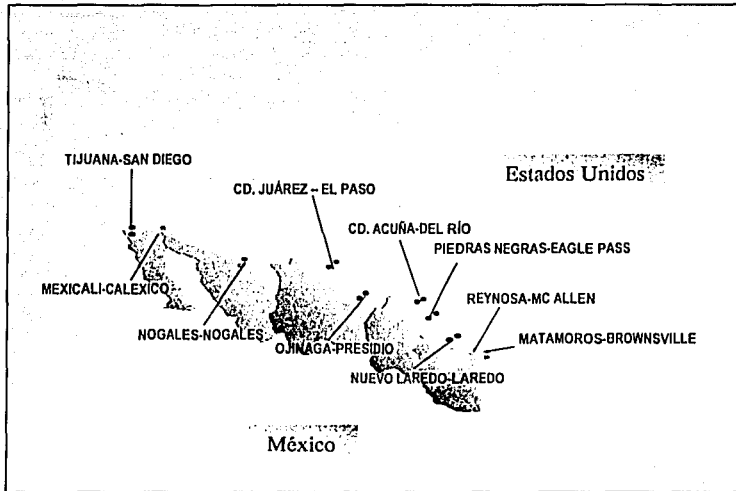 TIJUANA-SAN DIEGO
Estados Unidos
CD. JUÁREZ – EL PASO
CD. ACUÑA-DEL RÍO
PIEDRAS NEGRAS-EAGLE PASS
MEXICALI-CALEXICO
REYNOSA-MC ALLEN
NOGALES-NOGALES
OJINAGA-PRESIDIO
MATAMOROS-BROWNSVILLE
NUEVO LAREDO-LAREDO
México